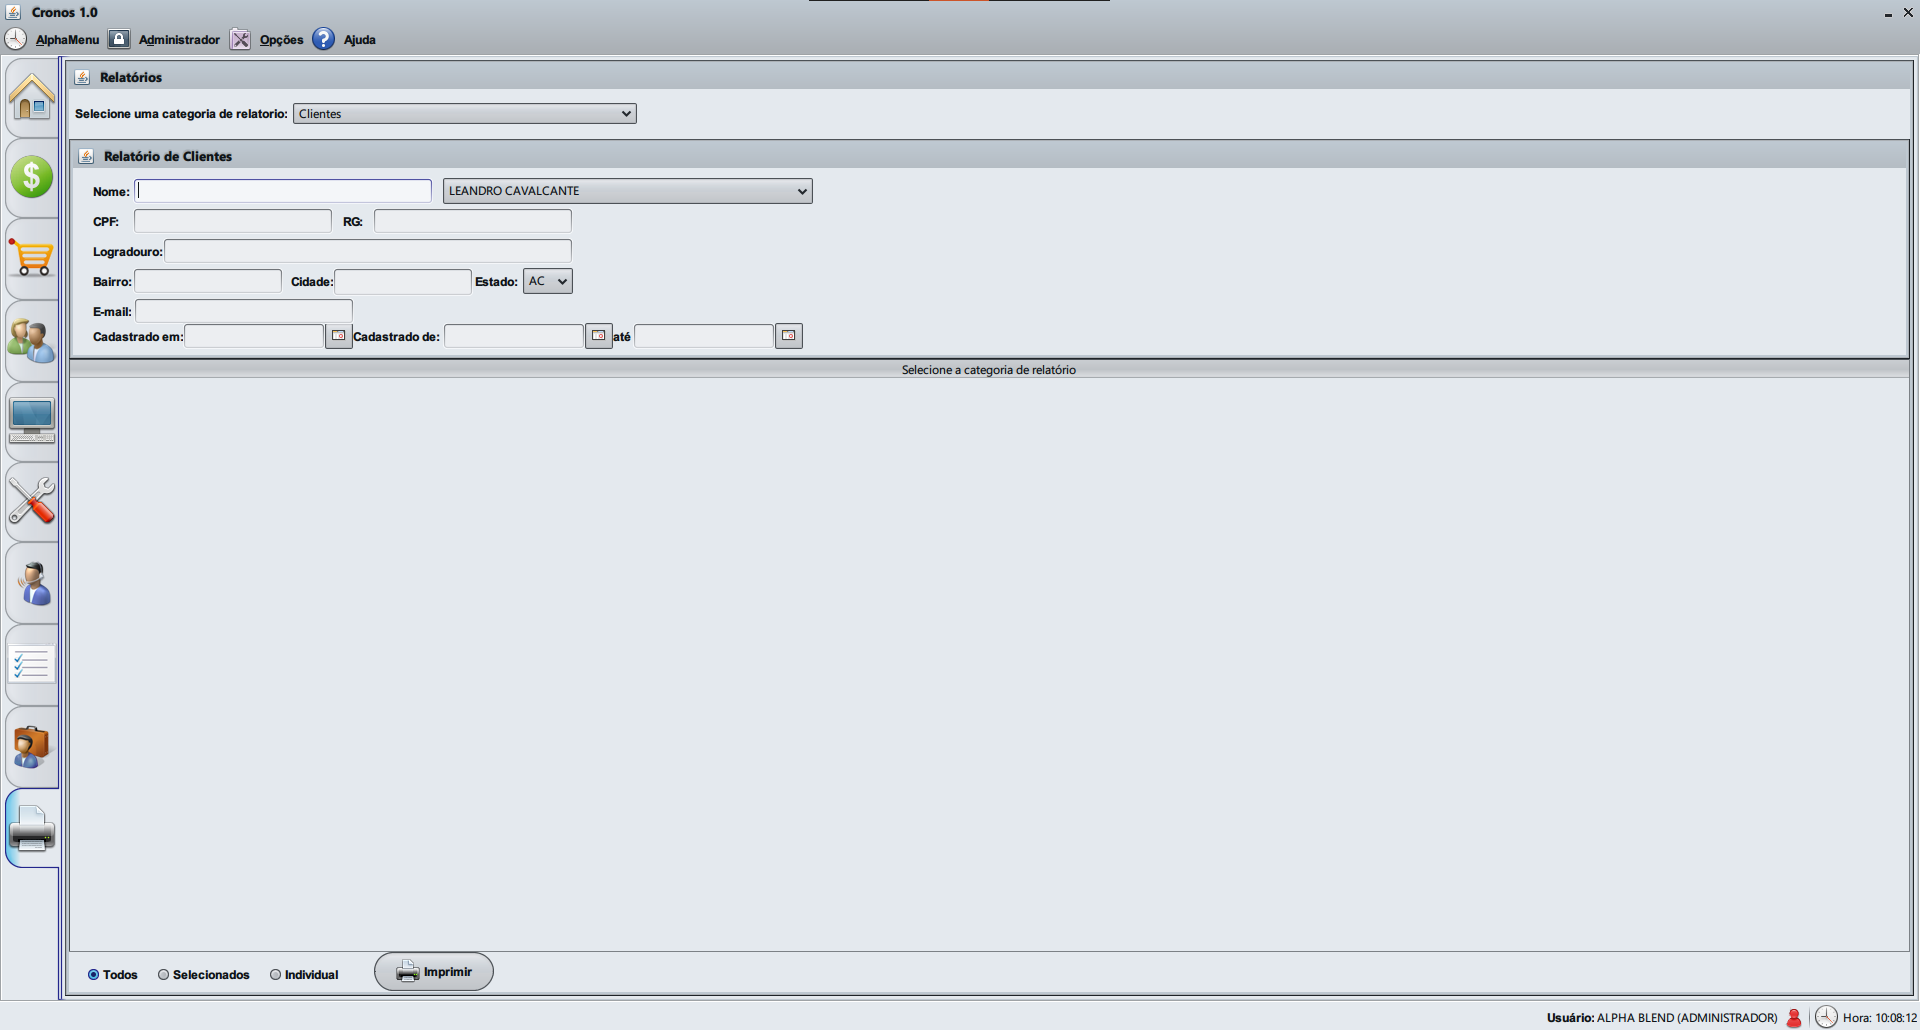 Cronos 1.0
AlphaMenu Administrador Opções Ajuda
Relatórios
Selecione uma categoria de relatorio: Clientes
Relatório de Clientes
Nome: LEANDRO CAVALCANTE
CPF: RG:
Logradouro:
Bairro: Cidade: Estado: AC
E-mail:
Cadastrado em: Cadastrado de: até
Selecione a categoria de relatório
Todos Selecionados Individual Imprimir
Usuário: ALPHA BLEND (ADMINISTRADOR) Hora: 10:08:12